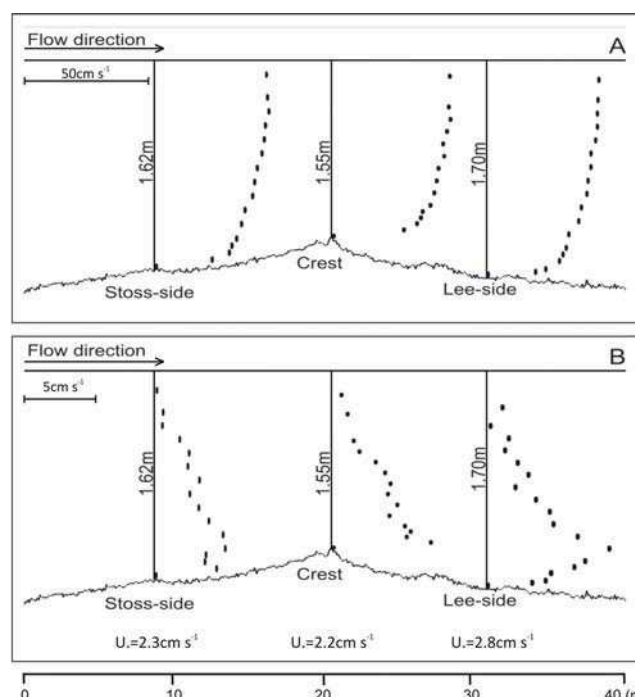 Flow direction
A
50cm s⁻¹
1.62m
1.55m
1.70m
Crest
Stoss-side
Lee-side
Flow direction
B
5cm s⁻¹
1.62m
1.55m
1.70m
Crest
Stoss-side
Lee-side
U*=2.3cm s⁻¹ U*=2.2cm s⁻¹ U*=2.8cm s⁻¹
0 10 20 30 40